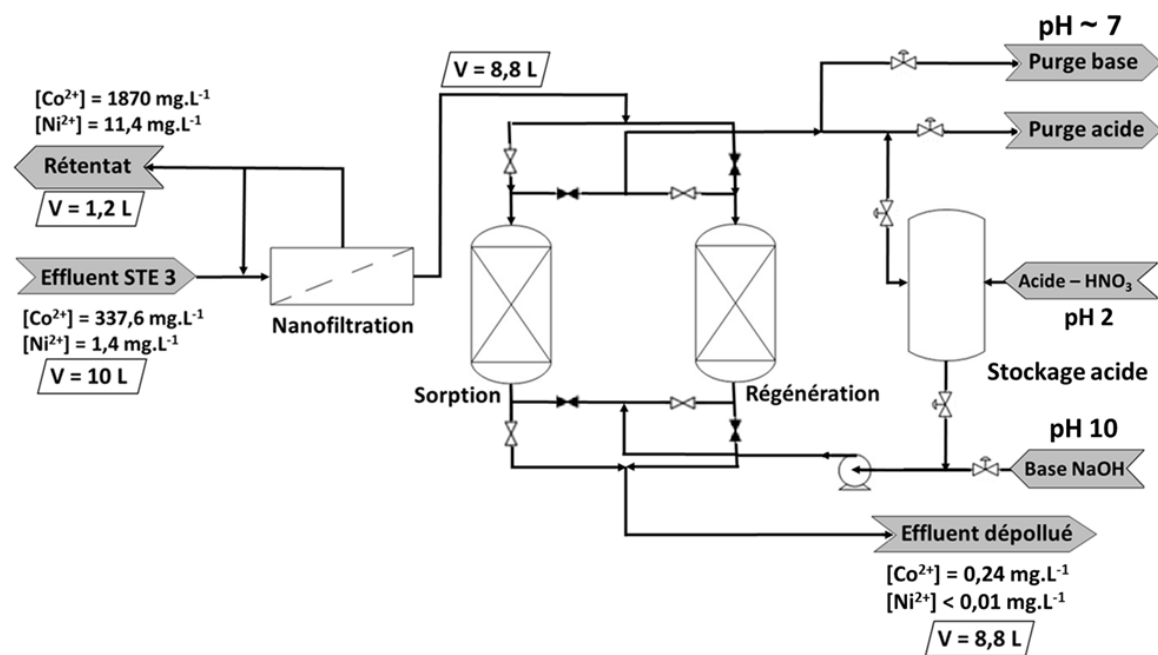 pH ~ 7
Purge base
Purge acide
V = 8,8 L
[Co²⁺] = 1870 mg.L⁻¹
[Ni²⁺] = 11,4 mg.L⁻¹
Rétentat
V = 1,2 L
Effluent STE 3
[Co²⁺] = 337,6 mg.L⁻¹
[Ni²⁺] = 1,4 mg.L⁻¹
V = 10 L
Nanofiltration
Sorption
Régénération
Acide – HNO₃
pH 2
Stockage acide
pH 10
Base NaOH
Effluent dépollué
[Co²⁺] = 0,24 mg.L⁻¹
[Ni²⁺] < 0,01 mg.L⁻¹
V = 8,8 L